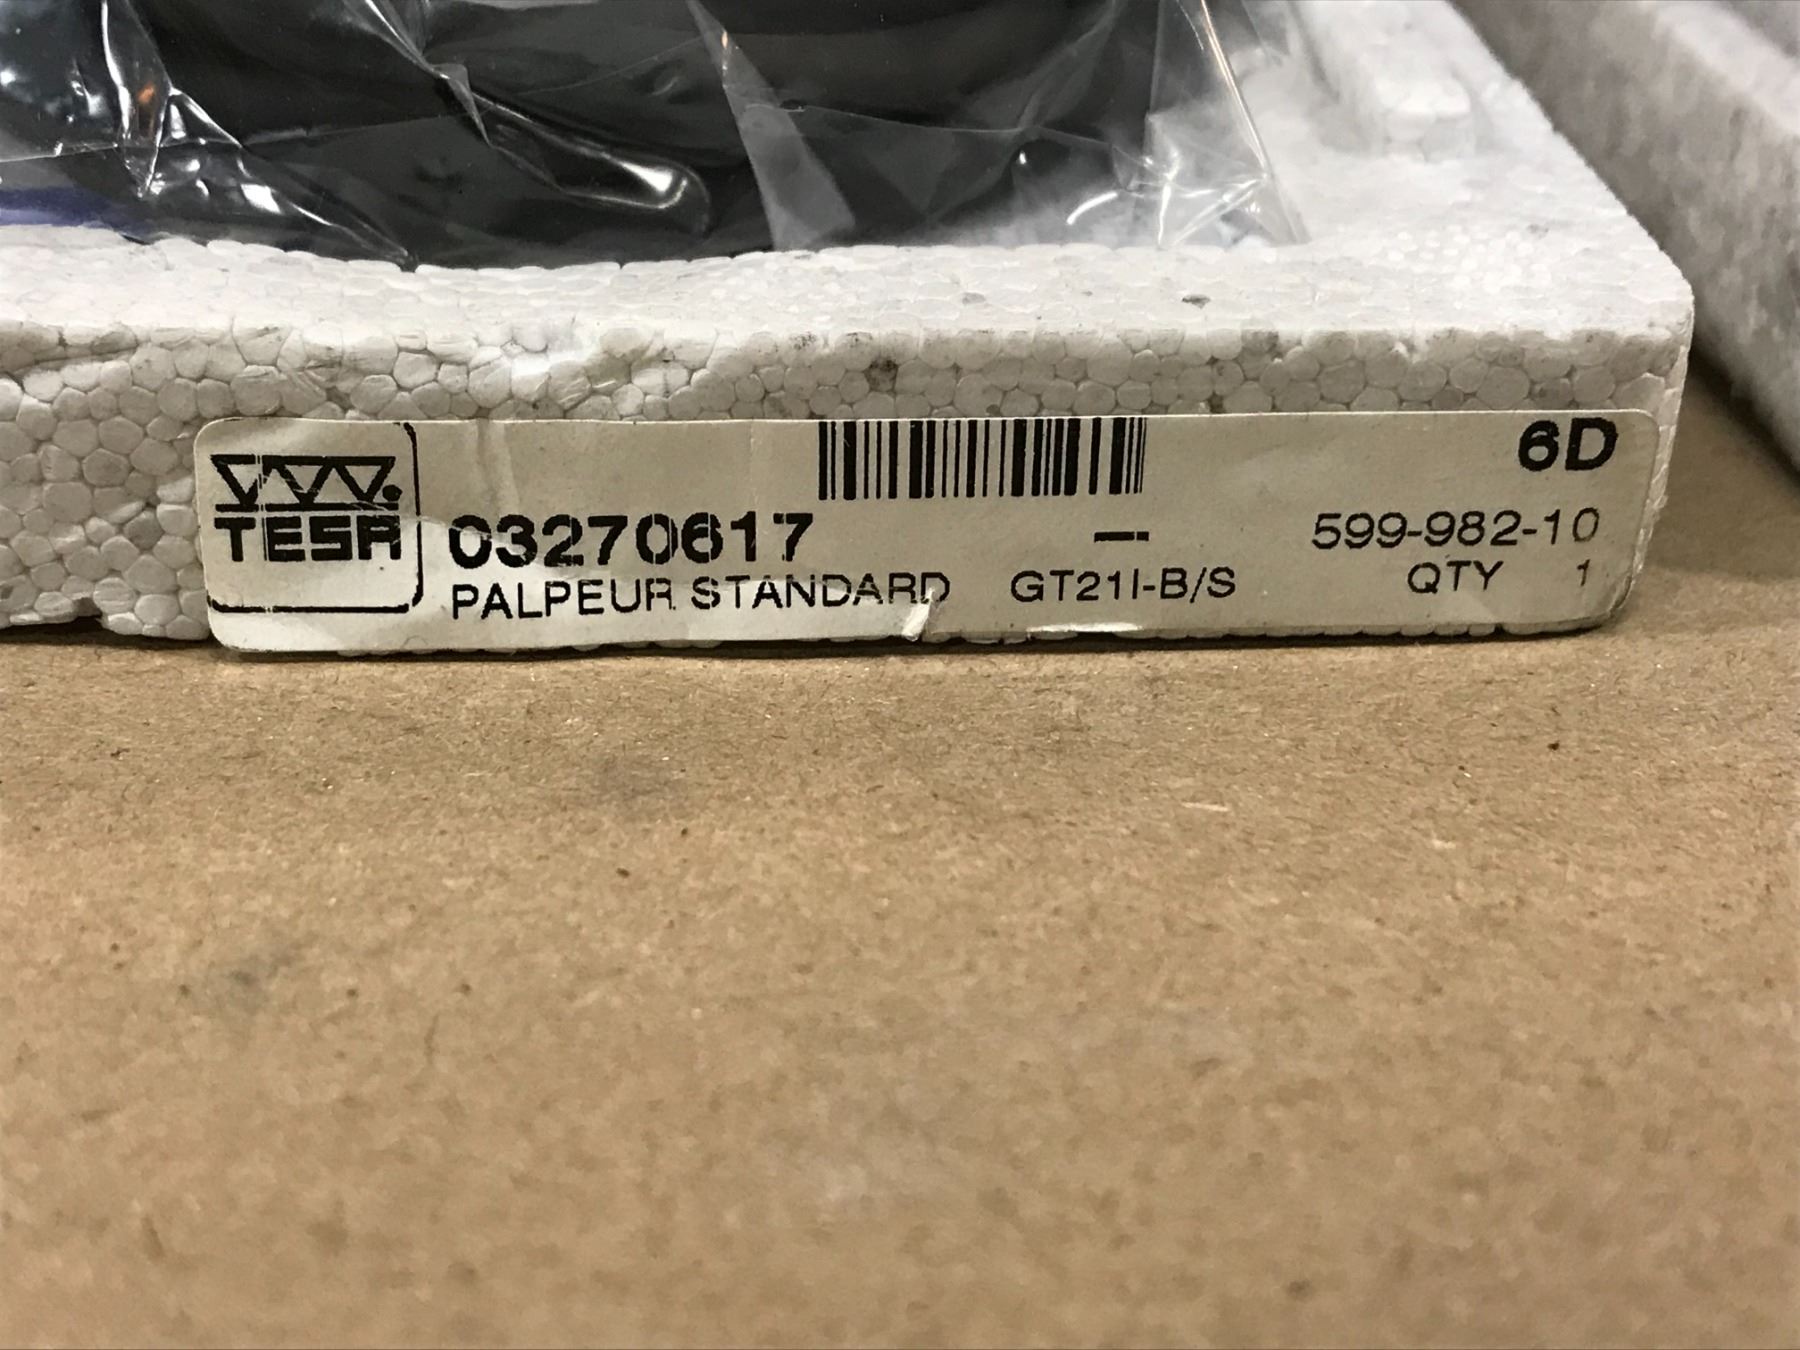 6D
TESA 03270617 599-982-10
PALPEUR STANDARD GT21I-B/S QTY 1